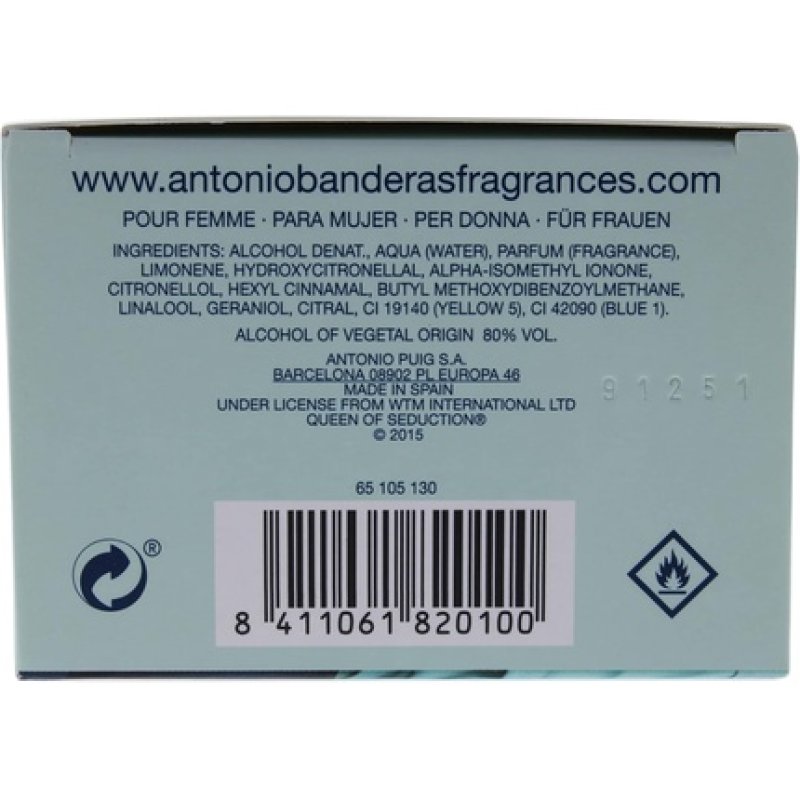 www.antoniobanderasfragrances.com
POUR FEMME · PARA MUJER · PER DONNA · FÜR FRAUEN
INGREDIENTS: ALCOHOL DENAT., AQUA (WATER), PARFUM (FRAGRANCE),
LIMONENE, HYDROXYCITRONELLAL, ALPHA-ISOMETHYL IONONE,
CITRONELLOL, HEXYL CINNAMAL, BUTYL METHOXYDIBENZOYLMETHANE,
LINALOOL, GERANIOL, CITRAL, CI 19140 (YELLOW 5), CI 42090 (BLUE 1).
ALCOHOL OF VEGETAL ORIGIN 80% VOL.
ANTONIO PUIG S.A.
BARCELONA 08902 PL EUROPA 46
MADE IN SPAIN
UNDER LICENSE FROM WTM INTERNATIONAL LTD
QUEEN OF SEDUCTION®
© 2015
91251
65 105 130
®
8 411061 820100